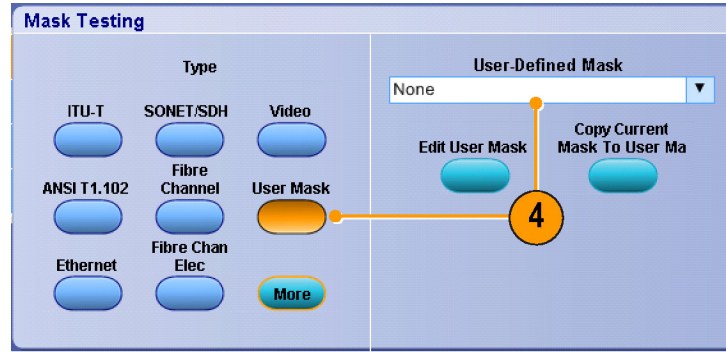 Mask Testing
Type
ITU-T
SONET/SDH
Video
ANSI T1.102
Fibre
Channel
User Mask
Ethernet
Fibre Chan
Elec
More
User-Defined Mask
None
Edit User Mask
Copy Current
Mask To User Ma
4